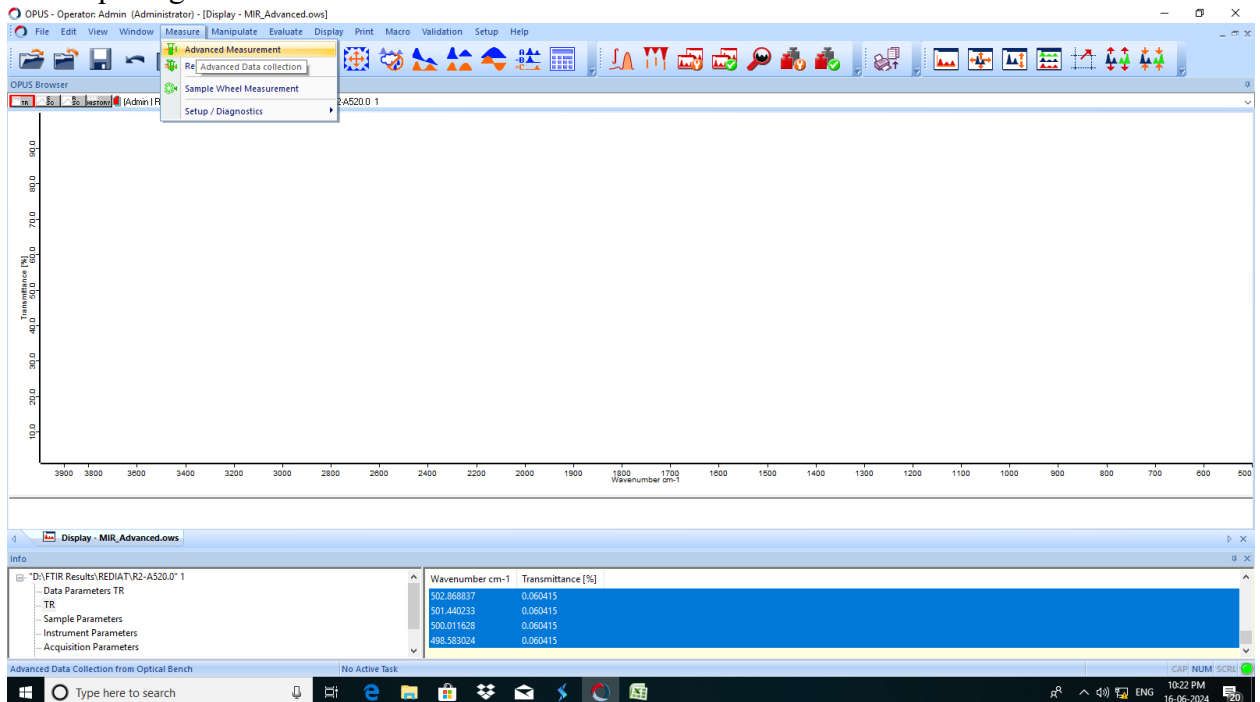 OPUS - Operator: Admin (Administrator) - [Display - MIR_Advanced.ows]
File Edit View Window Measure Manipulate Evaluate Display Print Macro Validation Setup Help
Advanced Measurement
Re
Advanced Data collection
Sample Wheel Measurement
Setup / Diagnostics
OPUS Browser
TR Sc Sc HISTORY [Admin | R 2-A520.0 1
90.0
80.0
70.0
60.0
50.0
40.0
30.0
20.0
10.0
Transmittance [%]
3900 3800 3600 3400 3200 3000 2800 2600 2400 2200 2000 1900 1800 1700 1600 1500 1400 1300 1200 1100 1000 900 800 700 600 500
Wavenumber cm-1
Display - MIR_Advanced.ows
Info
"D:\FTIR Results\REDIAT\R2-A520.0" 1
Data Parameters TR
TR
Sample Parameters
Instrument Parameters
Acquisition Parameters
Wavenumber cm-1 Transmittance [%]
502.868837 0.060415
501.440233 0.060415
500.011628 0.060415
498.583024 0.060415
Advanced Data Collection from Optical Bench No Active Task CAP NUM SCRL
Type here to search
ENG
10:22 PM
16-06-2024
20